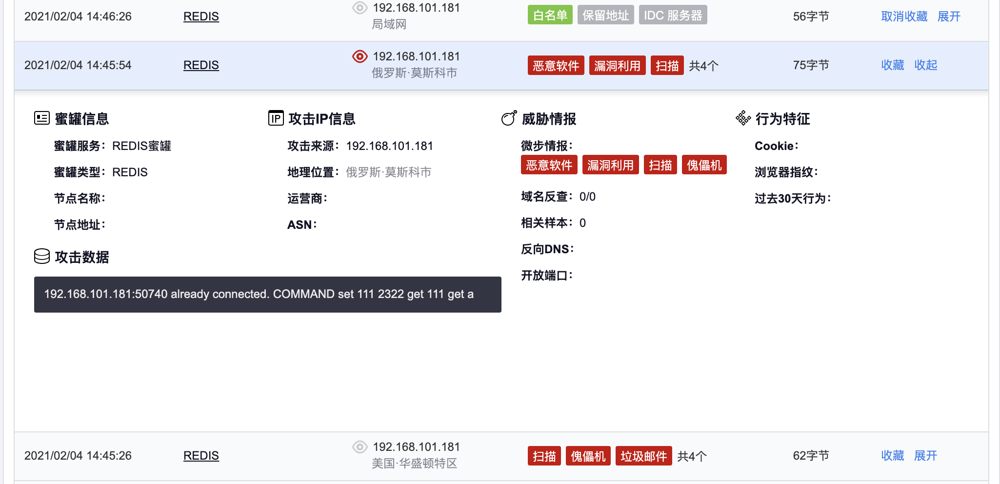 2021/02/04 14:46:26 REDIS 192.168.101.181 白名单 保留地址 IDC 服务器 56字节 取消收藏 展开
局域网
2021/02/04 14:45:54 REDIS 192.168.101.181 恶意软件 漏洞利用 扫描 共4个 75字节 收藏 收起
俄罗斯·莫斯科市
蜜罐信息
蜜罐服务：REDIS蜜罐
蜜罐类型：REDIS
节点名称：
节点地址：
攻击IP信息
IP
攻击来源：192.168.101.181
地理位置：俄罗斯·莫斯科市
运营商：
ASN：
威胁情报
微步情报：
恶意软件 漏洞利用 扫描 傀儡机
域名反查：0/0
相关样本：0
反向DNS：
开放端口：
行为特征
Cookie：
浏览器指纹：
过去30天行为：
攻击数据
192.168.101.181:50740 already connected. COMMAND set 111 2322 get 111 get a
2021/02/04 14:45:26 REDIS 192.168.101.181 扫描 傀儡机 垃圾邮件 共4个 62字节 收藏 展开
美国·华盛顿特区